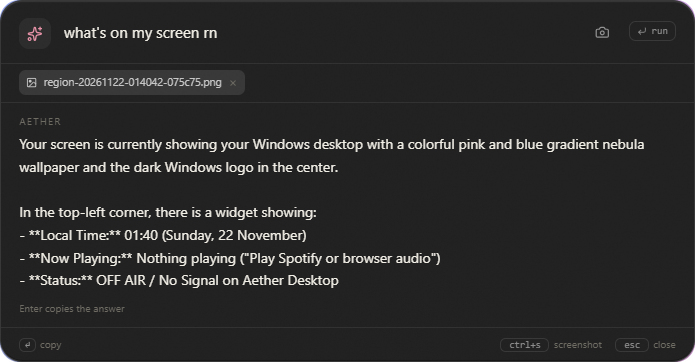 what's on my screen rn
↵ run
region-20261122-014042-075c75.png ×
AETHER
Your screen is currently showing your Windows desktop with a colorful pink and blue gradient nebula
wallpaper and the dark Windows logo in the center.
In the top-left corner, there is a widget showing:
- **Local Time:** 01:40 (Sunday, 22 November)
- **Now Playing:** Nothing playing ("Play Spotify or browser audio")
- **Status:** OFF AIR / No Signal on Aether Desktop
Enter copies the answer
↵ copy ctrl+s screenshot esc close